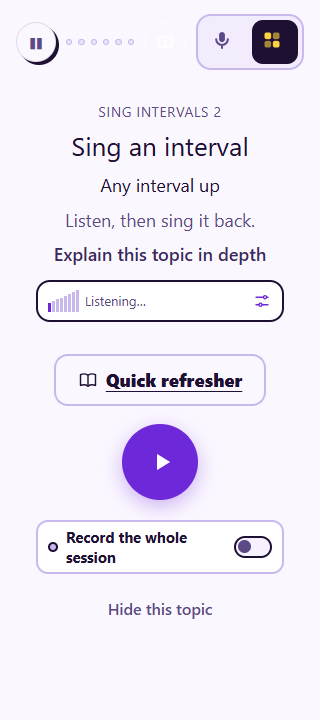 SING INTERVALS 2
Sing an interval
Any interval up
Listen, then sing it back.
Explain this topic in depth
Listening...
Quick refresher
Record the whole
session
Hide this topic